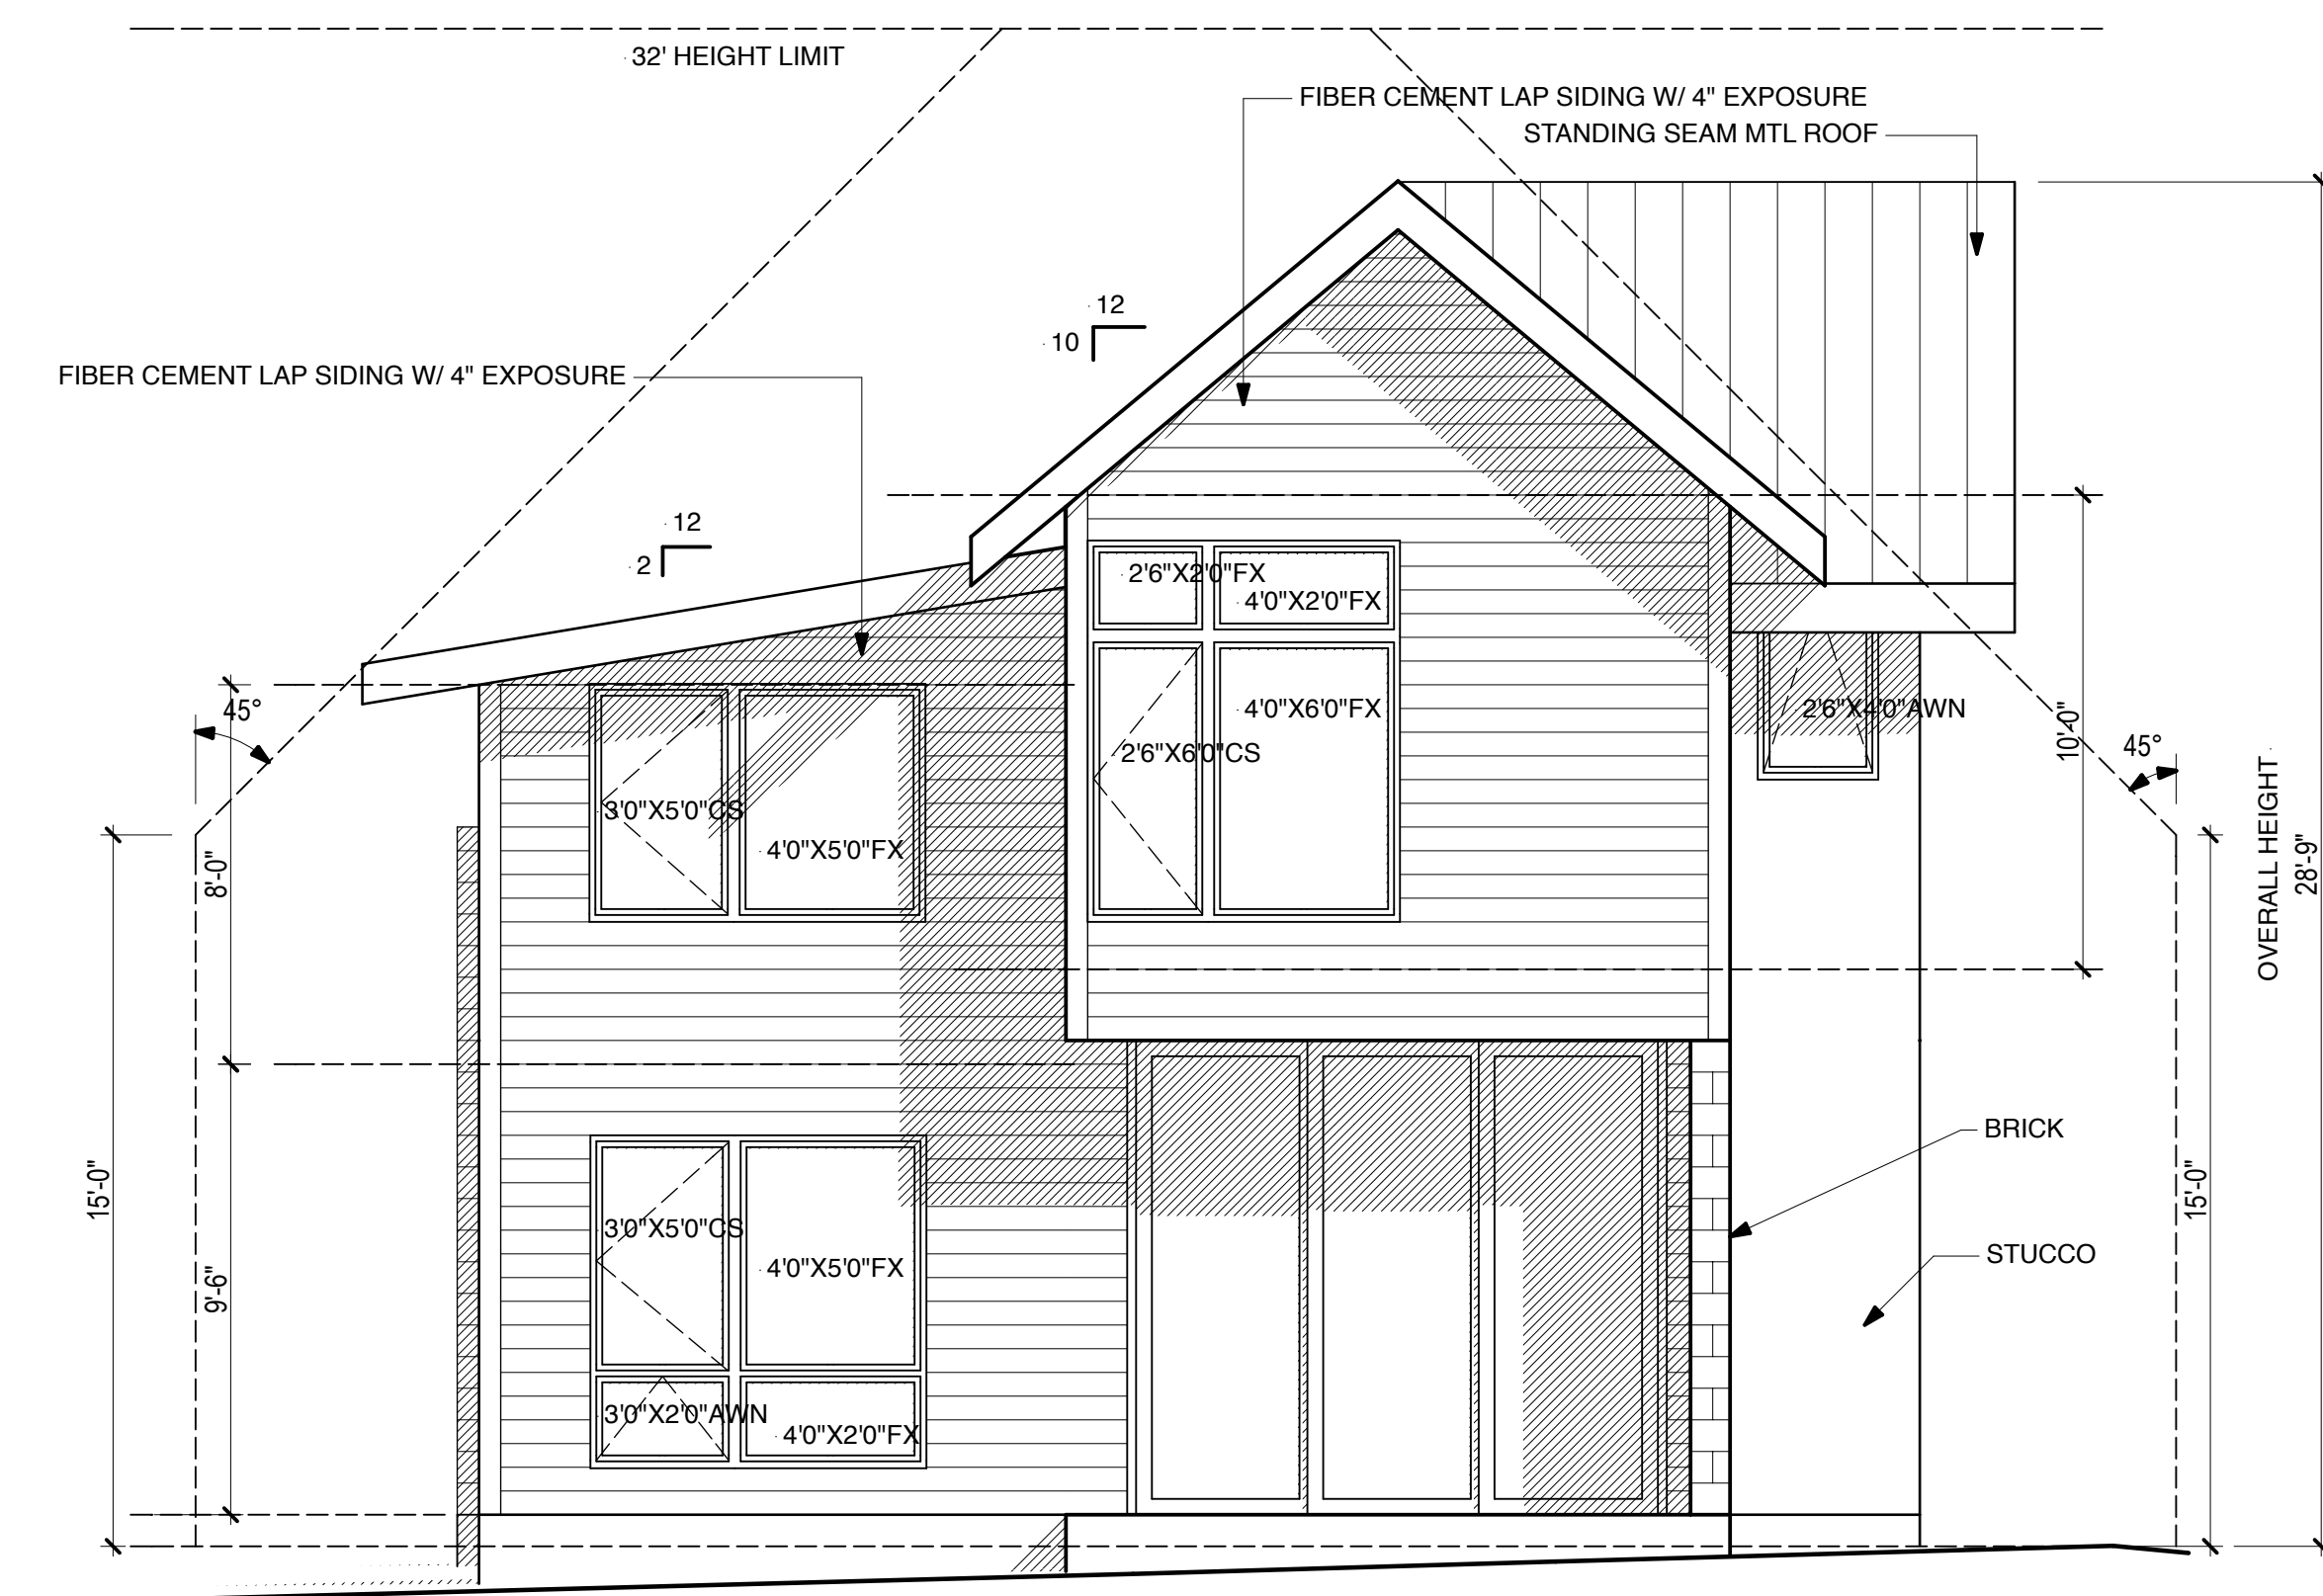 32' HEIGHT LIMIT
FIBER CEMENT LAP SIDING W/ 4" EXPOSURE
STANDING SEAM MTL ROOF
12
10
FIBER CEMENT LAP SIDING W/ 4" EXPOSURE
12
2
2'6"X2'0"FX
4'0"X2'0"FX
45°
4'0"X6'0"FX
2'6"X4'0"AWN
10'-0"
45°
2'6"X6'0"CS
3'0"X5'0"CS
4'0"X5'0"FX
8'-0"
OVERALL HEIGHT
28'-9"
BRICK
15'-0"
15'-0"
3'0"X5'0"CS
STUCCO
4'0"X5'0"FX
9'-6"
3'0"X2'0"AWN
4'0"X2'0"FX